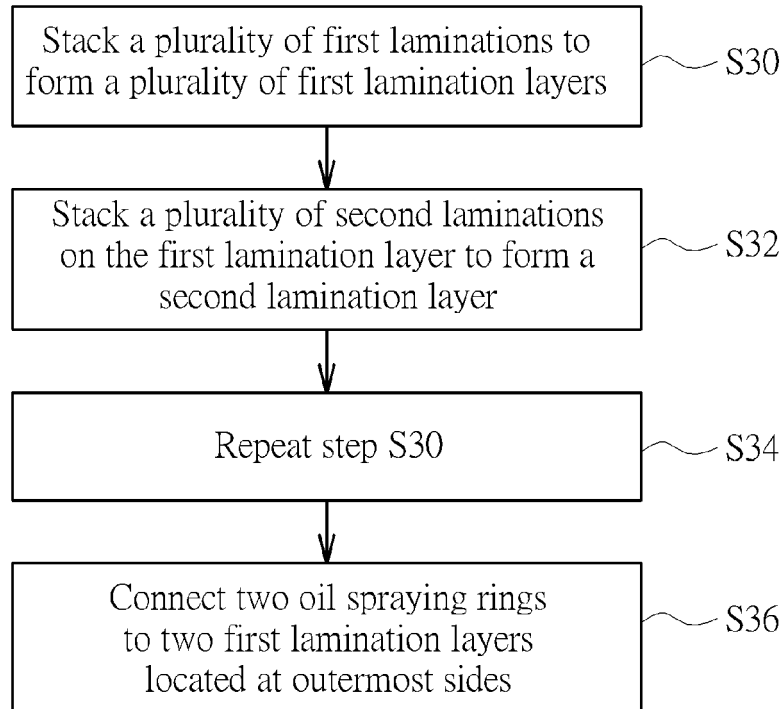 Stack a plurality of first laminations to
form a plurality of first lamination layers
S30
Stack a plurality of second laminations
on the first lamination layer to form a
second lamination layer
S32
Repeat step S30
S34
Connect two oil spraying rings
to two first lamination layers
located at outermost sides
S36